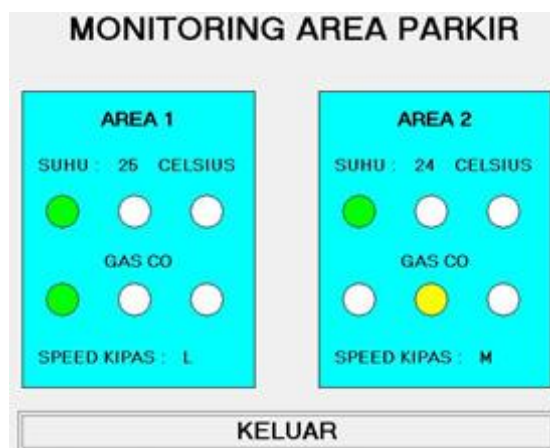 MONITORING AREA PARKIR
AREA 1
SUHU : 25 CELSIUS
GAS CO
SPEED KIPAS : L
AREA 2
SUHU : 24 CELSIUS
GAS CO
SPEED KIPAS : M
KELUAR